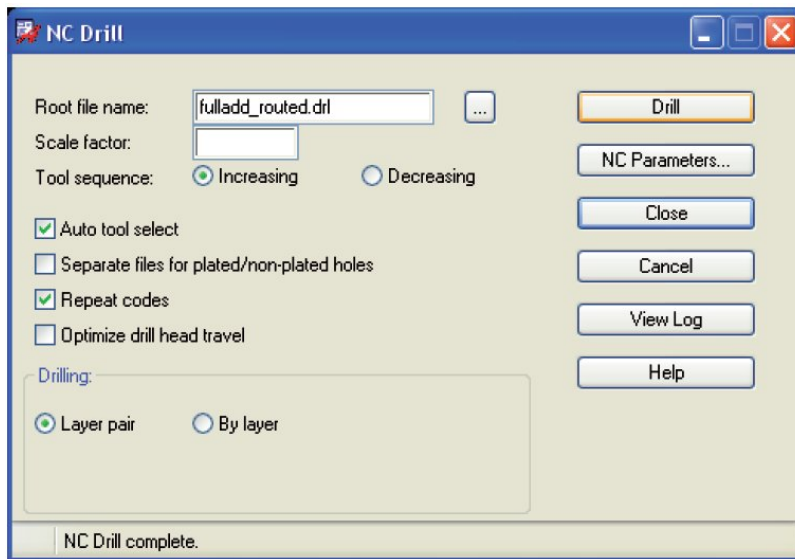 NC Drill
Root file name: fulladd_routed.drl ... Drill
Scale factor:
NC Parameters...
Tool sequence: Increasing Decreasing
Close
Auto tool select
Separate files for plated/non-plated holes Cancel
Repeat codes
View Log
Optimize drill head travel
Drilling: Help
Layer pair By layer
NC Drill complete.